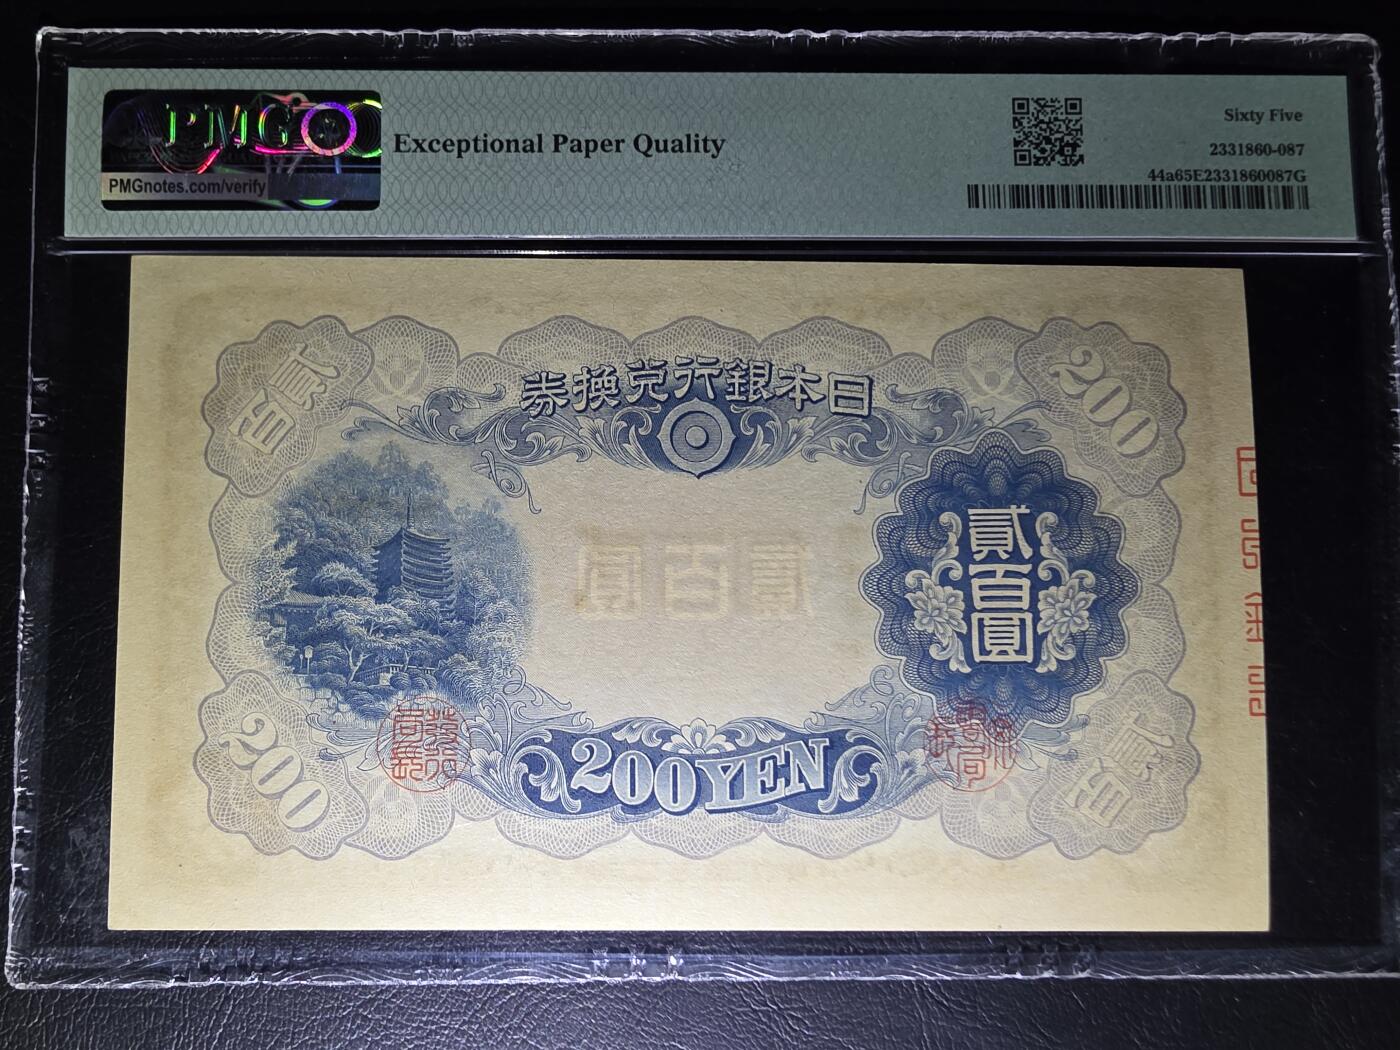 PMG
PMGnotes.com/verify
Exceptional Paper Quality
Sixty Five
2331860-087
44a65E2331860087G
券換兌行銀本日
貳百
200
貳百圓
圓百貳
200
200YEN
貳百